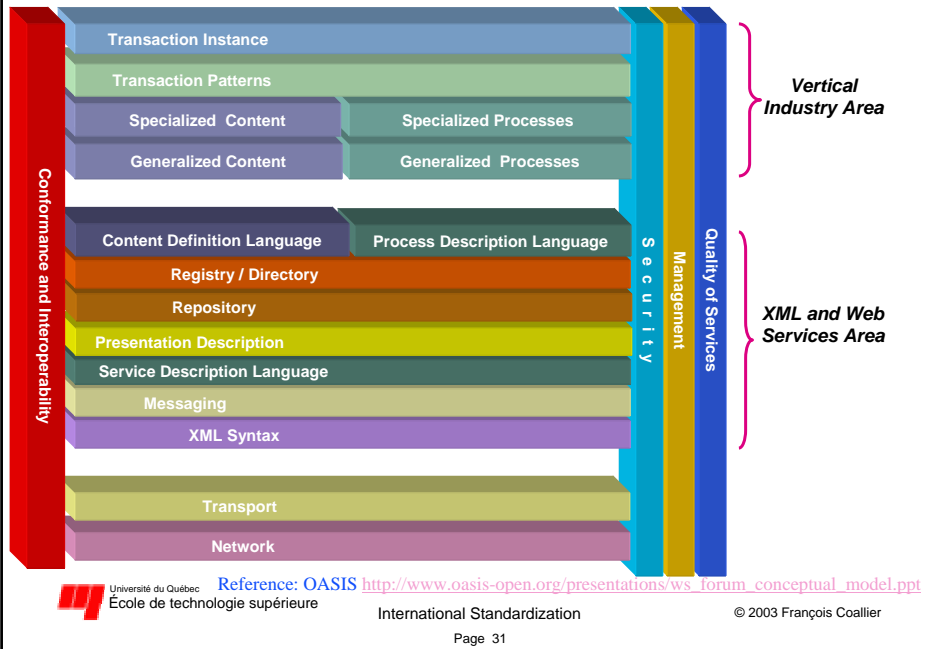 Transaction Instance
Transaction Patterns
Specialized Content
Specialized Processes
Generalized Content
Generalized Processes
Vertical
Industry Area
Conformance and Interoperability
Content Definition Language
Process Description Language
Registry / Directory
Repository
Presentation Description
Service Description Language
Messaging
XML Syntax
Security
Management
Quality of Services
XML and Web
Services Area
Transport
Network
Reference: OASIS http://www.oasis-open.org/presentations/ws_forum_conceptual_model.ppt
Université du Québec
École de technologie supérieure
International Standardization
© 2003 François Coallier
Page 31